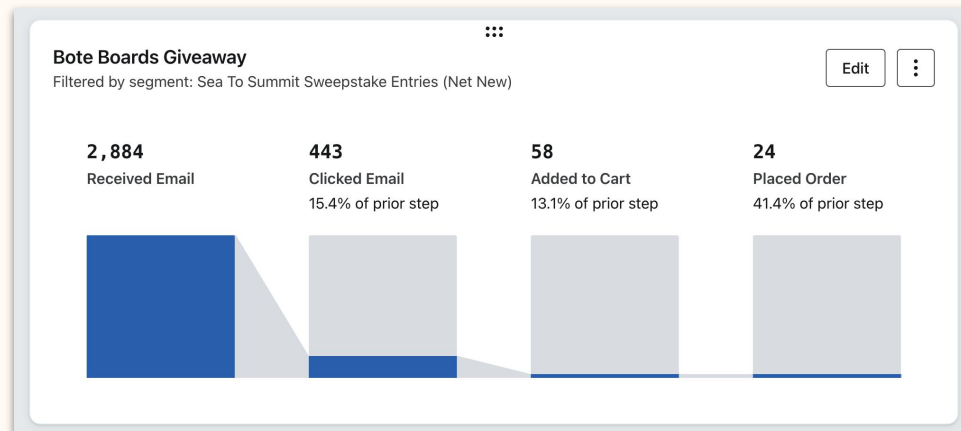 Bote Boards Giveaway
Filtered by segment: Sea To Summit Sweepstake Entries (Net New)
Edit
2,884
Received Email
443
Clicked Email
15.4% of prior step
58
Added to Cart
13.1% of prior step
24
Placed Order
41.4% of prior step